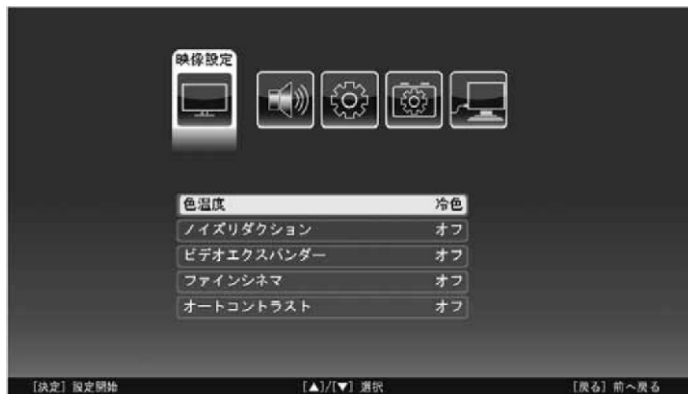 映像設定
色温度 冷色
ノイズリダクション オフ
ビデオエクスパンダー オフ
ファインシネマ オフ
オートコントラスト オフ
[決定] 設定開始 [▲]/[▼] 選択 [戻る] 前へ戻る